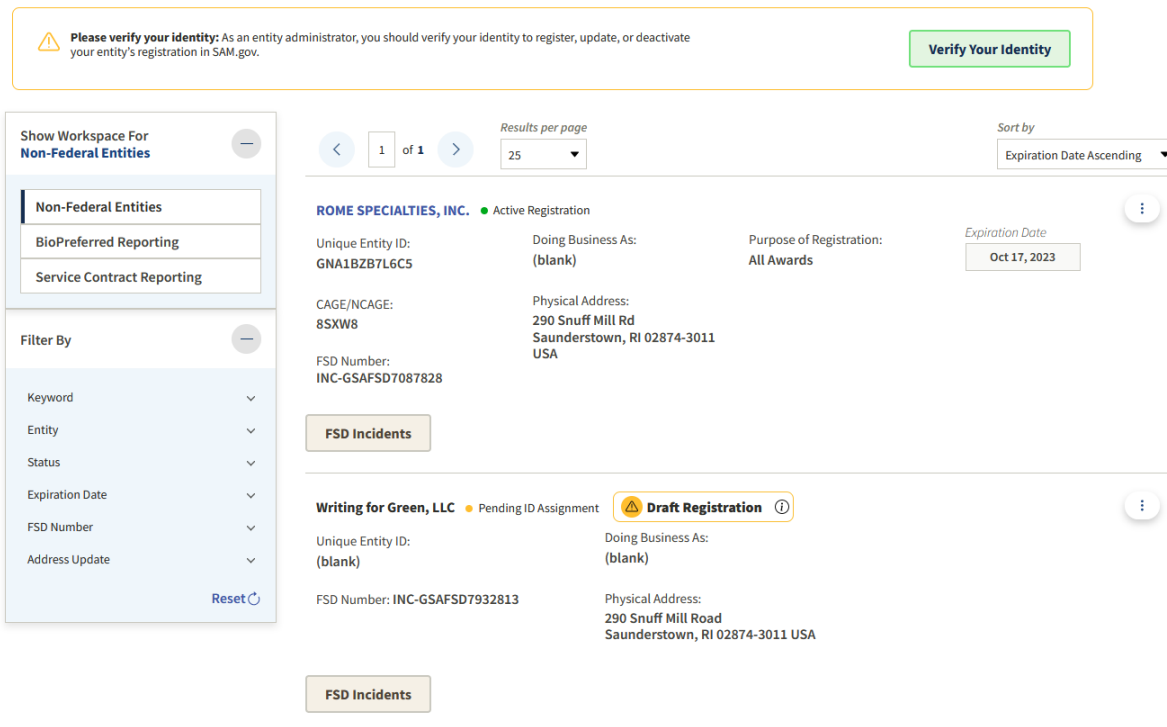 Please verify your identity: As an entity administrator, you should verify your identity to register, update, or deactivate
your entity's registration in SAM.gov.
Verify Your Identity
Show Workspace For
Non-Federal Entities
Non-Federal Entities
BioPreferred Reporting
Service Contract Reporting
Filter By
Keyword
Entity
Status
Expiration Date
FSD Number
Address Update
Reset
1 of 1
Results per page
25
Sort by
Expiration Date Ascending
ROME SPECIALTIES, INC. Active Registration
Unique Entity ID:
GNA1BZB7L6C5
Doing Business As:
(blank)
Purpose of Registration:
All Awards
Expiration Date
Oct 17, 2023
CAGE/NCAGE:
8SXW8
Physical Address:
290 Snuff Mill Rd
Saunderstown, RI 02874-3011
USA
FSD Number:
INC-GSAFSD7087828
FSD Incidents
Writing for Green, LLC Pending ID Assignment Draft Registration
Unique Entity ID:
(blank)
Doing Business As:
(blank)
FSD Number: INC-GSAFSD7932813
Physical Address:
290 Snuff Mill Road
Saunderstown, RI 02874-3011 USA
FSD Incidents